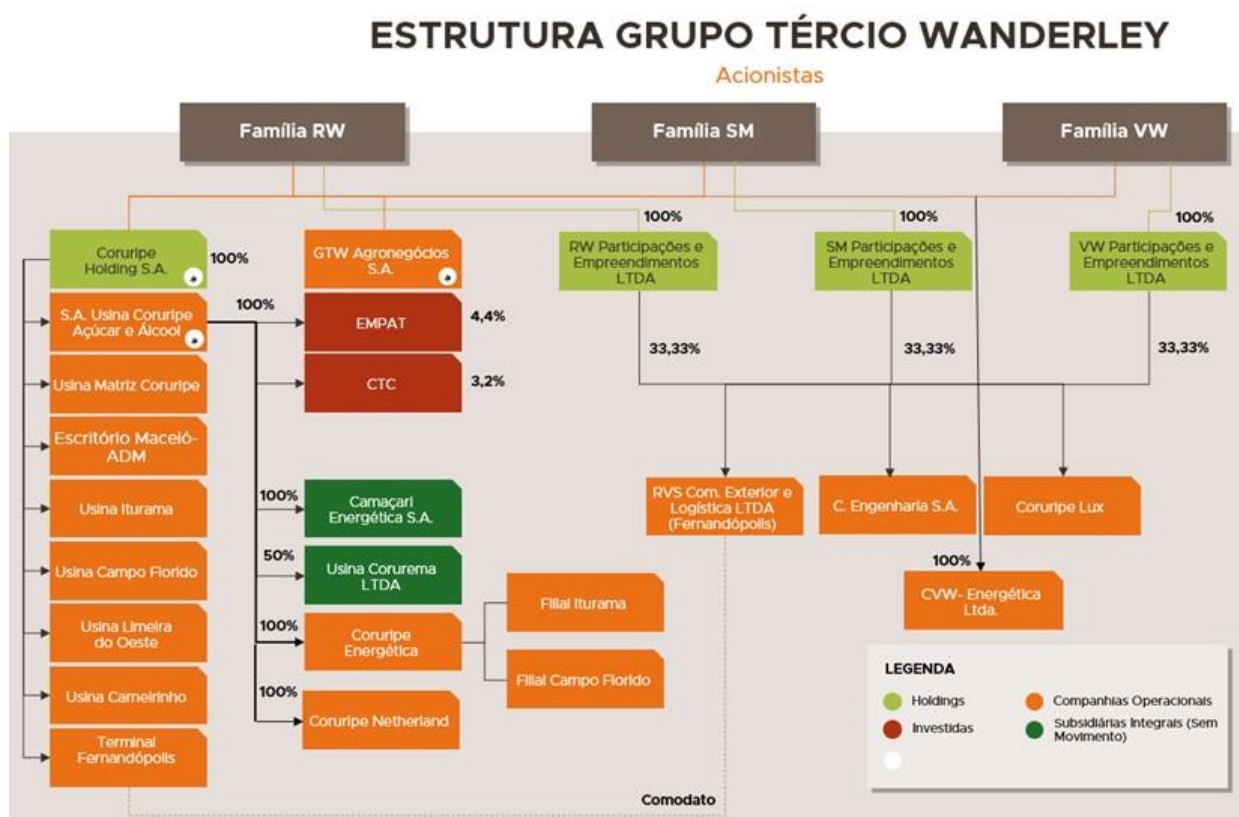 ESTRUTURA GRUPO TÉRCIO WANDERLEY
Acionistas
Família RW
Família SM
Família VW
100%
100%
100%
Coruripe
Holding S.A.
100%
GTW Agronegócios
S.A.
RW Participações e
Empreendimentos
LTDA
SM Participações e
Empreendimentos
LTDA
VW Participações e
Empreendimentos
LTDA
S.A. Usina Coruripe
Açúcar e Álcool
100%
EMPAT
4,4%
33,33%
33,33%
33,33%
Usina Matriz Coruripe
CTC
3,2%
Escritório Maceió-
ADM
Usina Iturama
100%
Camaçari
Energética S.A.
RVS Com. Exterior e
Logística LTDA
(Fernandópolis)
C. Engenharia S.A.
Coruripe Lux
Usina Campo Florido
50%
Usina Corurema
LTDA
100%
CVW- Energética
Ltda.
Filial Iturama
Usina Limeira
do Oeste
100%
Coruripe
Energética
Filial Campo Florido
Usina Carneirinho
100%
Coruripe Netherland
Terminal
Fernandópolis
Comodato
LEGENDA
Holdings
Companhias Operacionais
Investidas
Subsidiárias Integrais (Sem
Movimento)